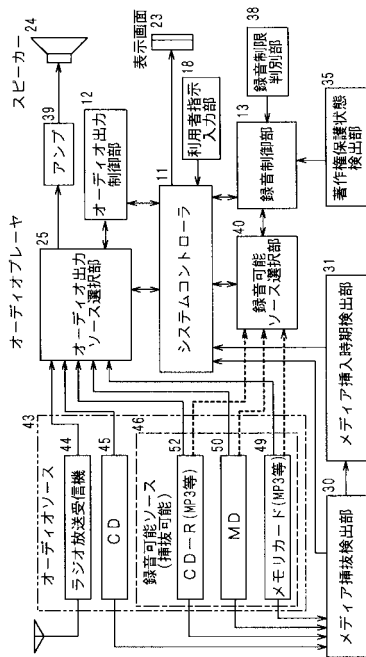 スピーカー
24
アンプ
39
表示画面
23
オーディオ出力
制御部
12
利用者指示
入力部
18
録音制限
判別部
38
オーディオプレーヤ
オーディオ出力
ソース選択部
25
システムコントローラ
11
録音制御部
13
著作権保護状態
検出部
35
録音可能
ソース選択部
40
オーディオソース
43
ラジオ放送受信機
44
CD
45
録音可能ソース
(挿抜可能)
46
CD-R(MP3等)
52
MD
50
メモリカード(MP3等)
49
メディア挿抜検出部
30
メディア挿入時期検出部
31